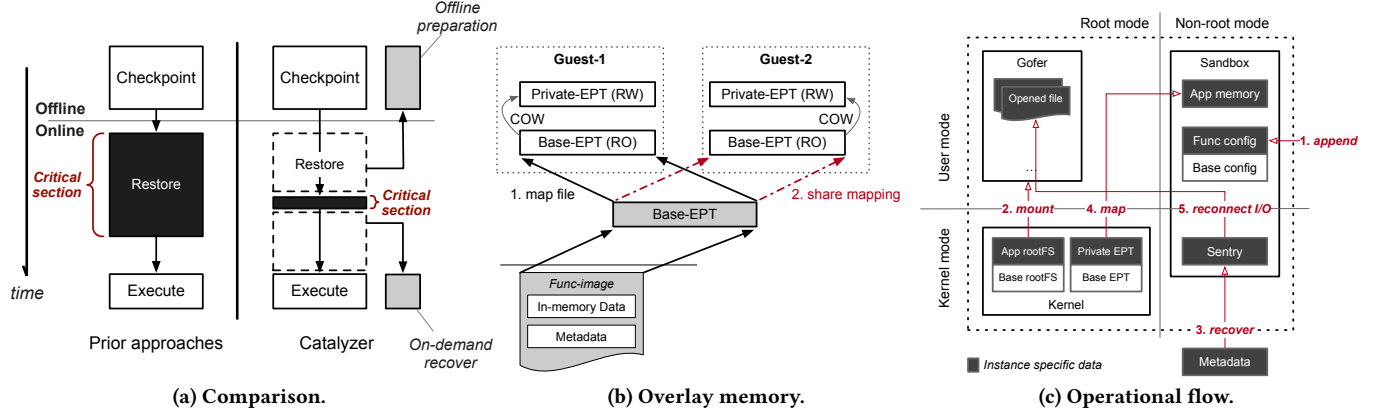 Checkpoint
Offline
Online
Critical
section
Restore
Execute
time
Prior approaches
Offline
preparation
Checkpoint
Restore
Critical
section
Execute
Catalyzer
On-demand
recover
(a) Comparison.
Guest-1
Private-EPT (RW)
COW
Base-EPT (RO)
Guest-2
Private-EPT (RW)
COW
Base-EPT (RO)
1. map file
2. share mapping
Base-EPT
Func-image
In-memory Data
Metadata
(b) Overlay memory.
Root mode
Non-root mode
User mode
Kernel mode
Gofer
Opened file
...
Sandbox
App memory
Func config
Base config
1. append
2. mount
4. map
5. reconnect I/O
App rootFS
Base rootFS
Private EPT
Base EPT
Kernel
Sentry
3. recover
Metadata
Instance specific data
(c) Operational flow.